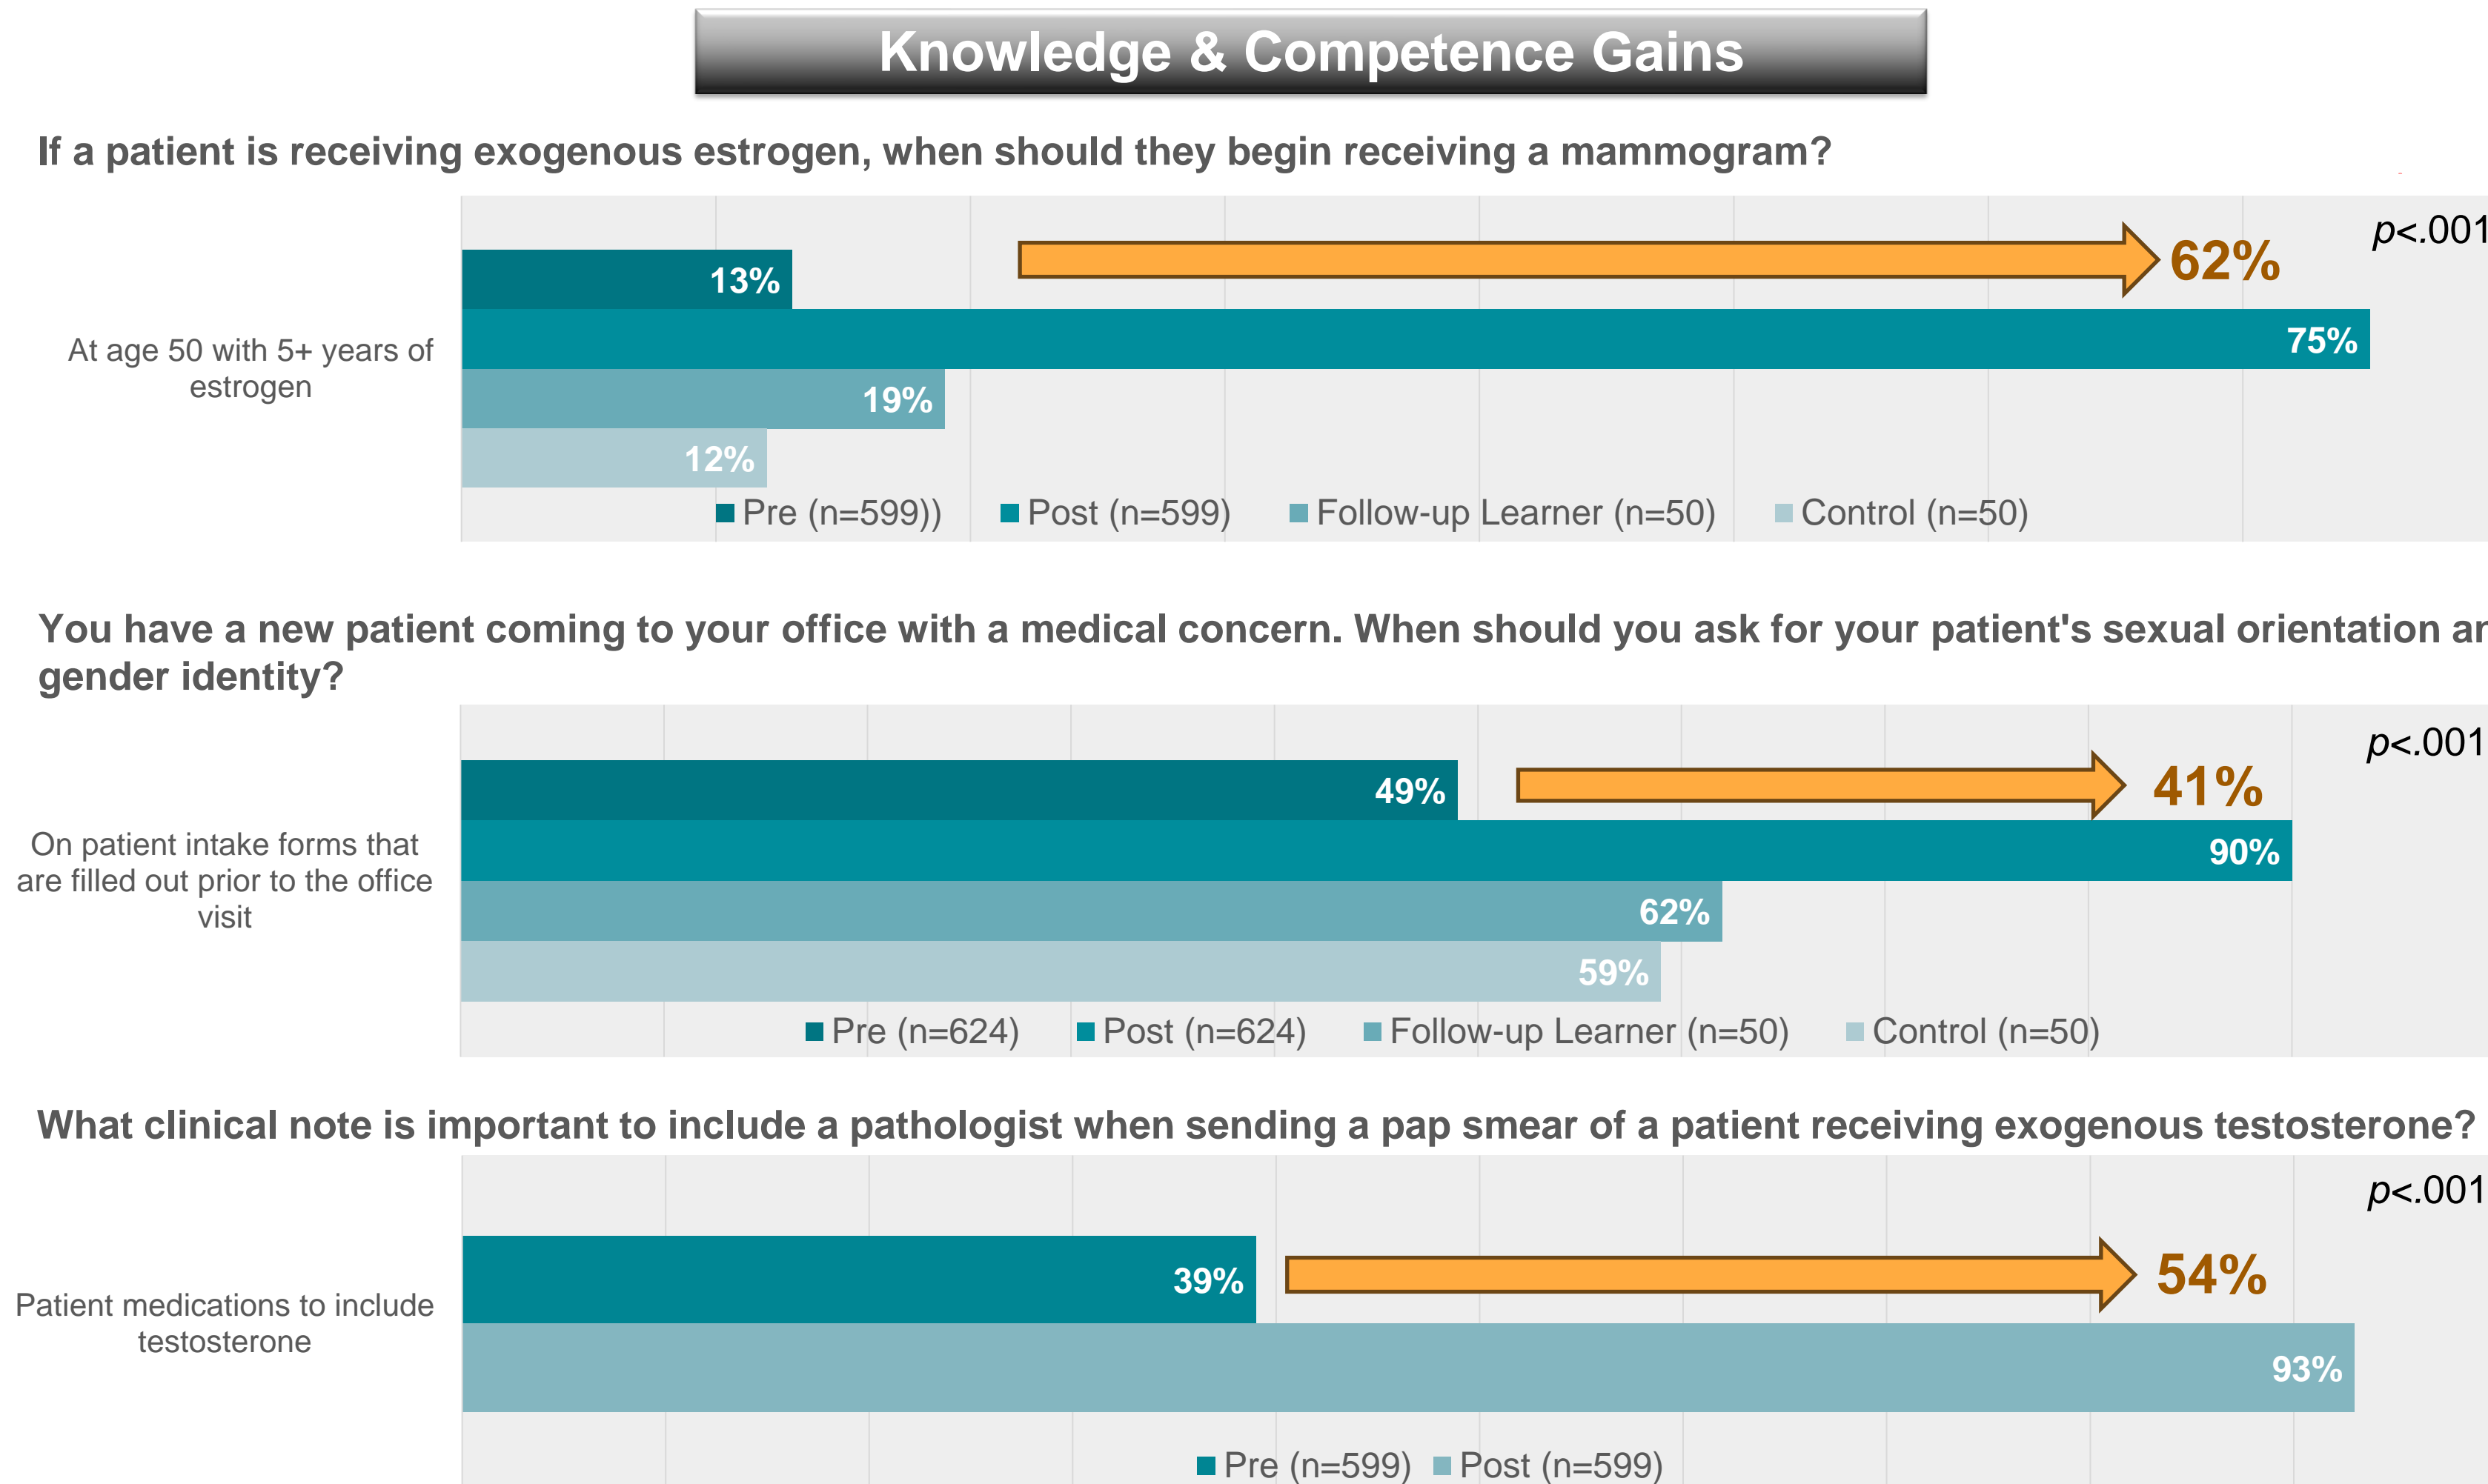 Knowledge & Competence Gains
If a patient is receiving exogenous estrogen, when should they begin receiving a mammogram?
p<.001
62%
13%
75%
At age 50 with 5+ years of
estrogen
19%
12%
Pre (n=599)) Post (n=599) Follow-up Learner (n=50) Control (n=50)
You have a new patient coming to your office with a medical concern. When should you ask for your patient's sexual orientation
gender identity?
p<.001
49%
41%
On patient intake forms that
are filled out prior to the office
visit
90%
62%
59%
Pre (n=624) Post (n=624) Follow-up Learner (n=50) Control (n=50)
What clinical note is important to include a pathologist when sending a pap smear of a patient receiving exogenous testosterone?
p<.001
39%
54%
Patient medications to include
testosterone
93%
Pre (n=599) Post (n=599)